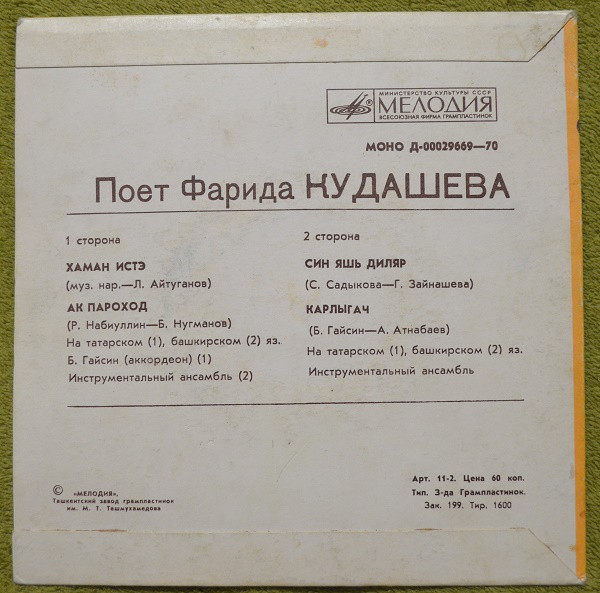 МИНИСТЕРСТВО КУЛЬТУРЫ СССР
МЕЛОДИЯ
ВСЕСОЮЗНАЯ ФИРМА ГРАМПЛАСТИНОК
МОНО Д-00029669—70
Поет Фарида КУДАШЕВА
1 сторона
ХАМАН ИСТЭ
(муз. нар.—Л. Айтуганов)
АК ПАРОХОД
(Р. Набиуллин—Б. Нугманов)
На татарском (1), башкирском (2) яз.
Б. Гайсин (аккордеон) (1)
Инструментальный ансамбль (2)
2 сторона
СИН ЯШЬ ДИЛЯР
(С. Садыкова—Г. Зайнашева)
КАРЛЫГАЧ
(Б. Гайсин—А. Атнабаев)
На татарском (1), башкирском (2) яз.
Инструментальный ансамбль
© «МЕЛОДИЯ»,
Ташкентский завод грампластинок
им. М. Т. Ташмухамедова
Арт. 11-2. Цена 60 коп.
Тип. З-да Грампластинок.
Зак. 199. Тир. 1600